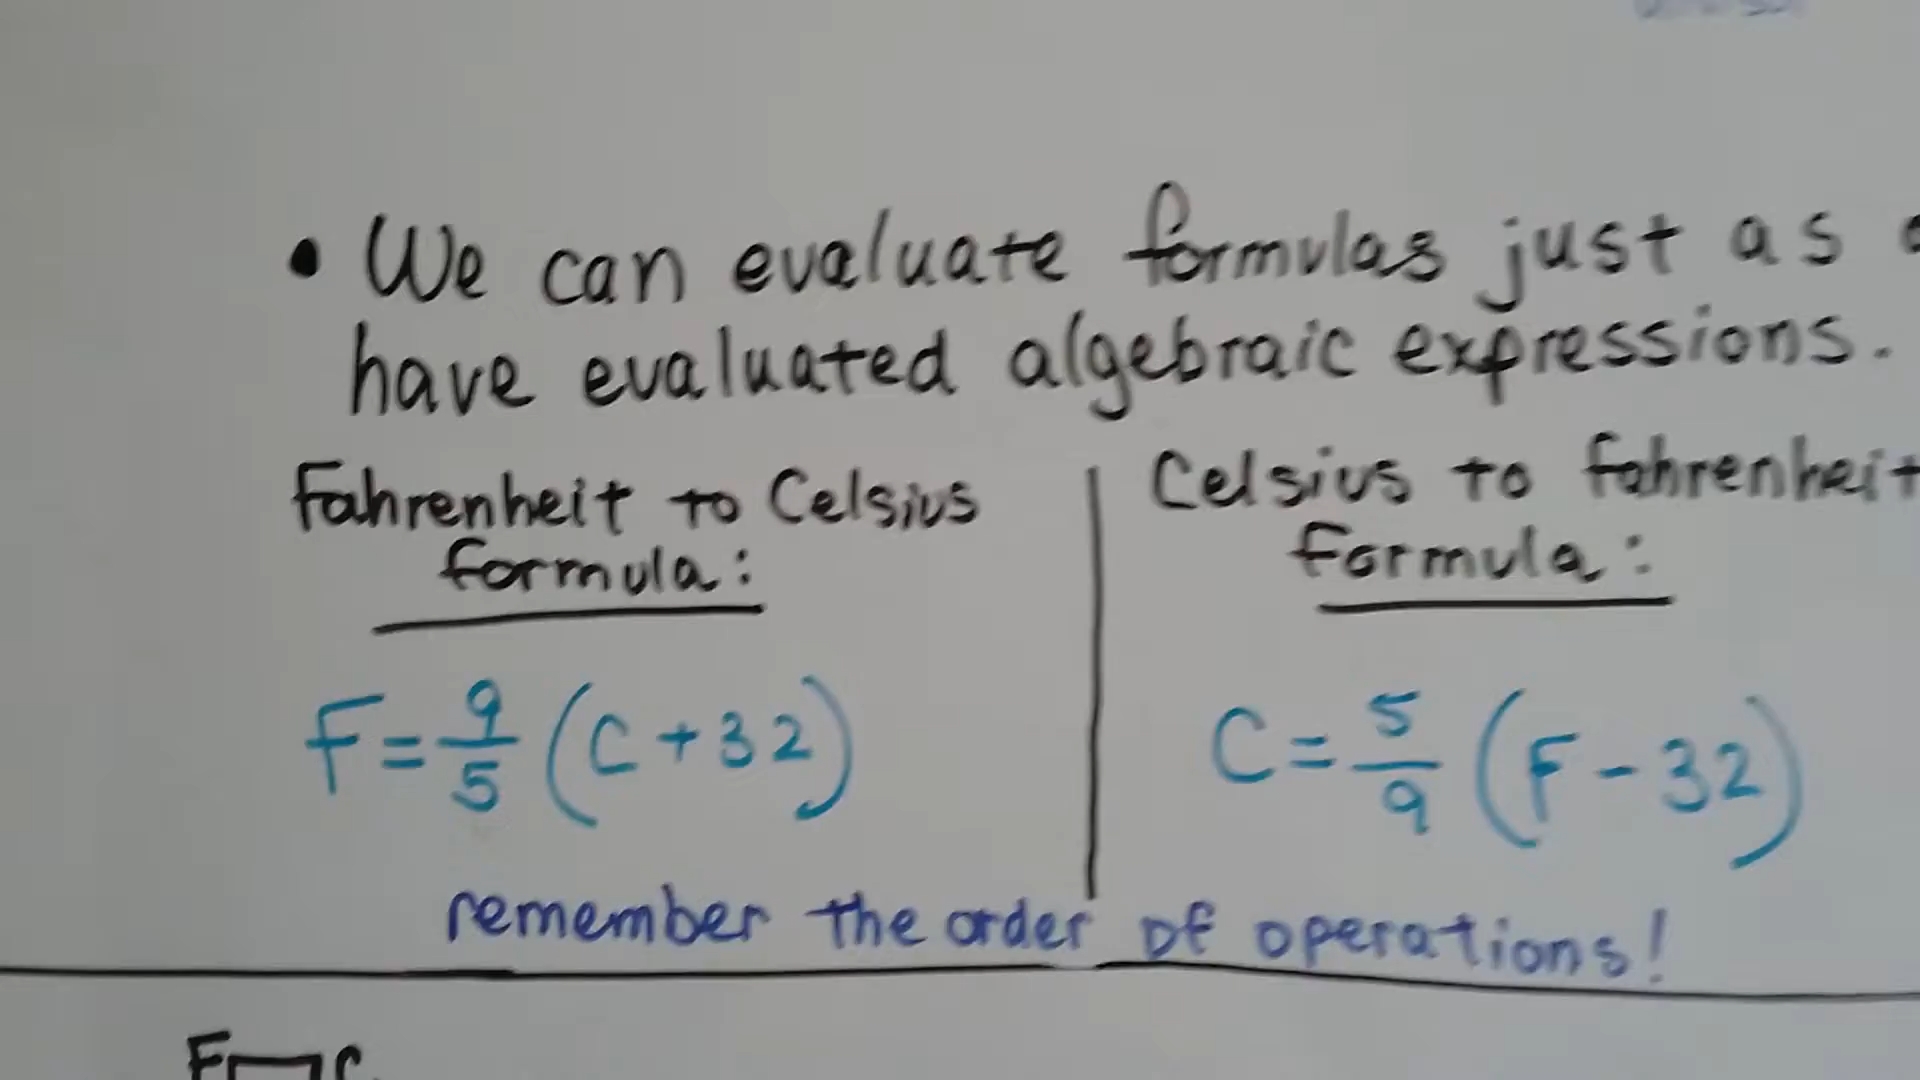 • We can evaluate formulas just as
have evaluated algebraic expressions.
Fahrenheit to Celsius
formula:
F = 9/5 (C + 32)
Celsius to fahrenheit
formula:
C = 5/9 (F - 32)
remember the order of operations!
F C